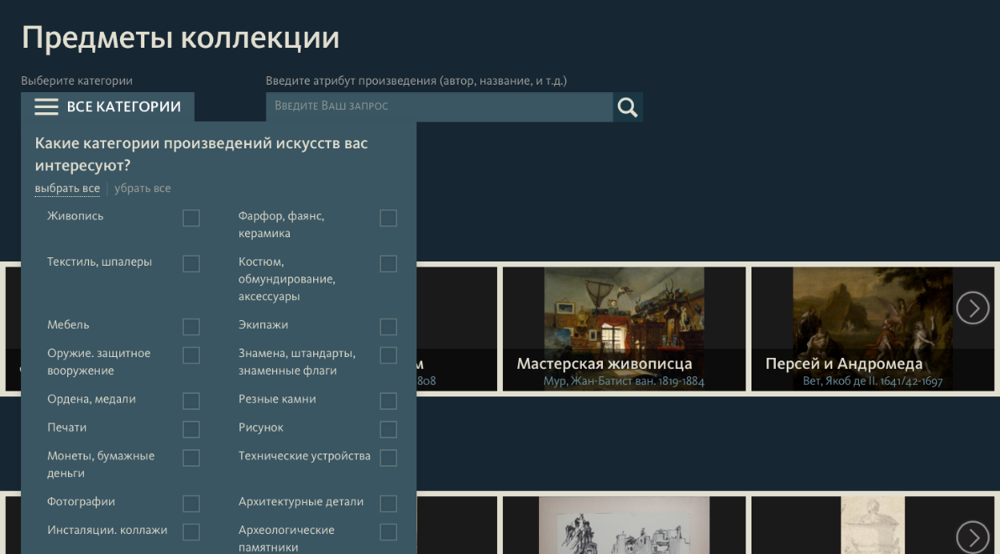 Предметы коллекции
Выберите категории
Введите атрибут произведения (автор, название, и т.д.)
ВСЕ КАТЕГОРИИ
Введите Ваш запрос
Какие категории произведений искусств вас
интересуют?
выбрать все
убрать все
Живопись
Фарфор, фаянс,
керамика
Текстиль, шпалеры
Костюм,
обмундирование,
аксессуары
Мебель
Экипажи
Оружие. защитное
вооружение
Знамена, штандарты,
знаменные флаги
Ордена, медали
Резные камни
Печати
Рисунок
Монеты, бумажные
деньги
Технические устройства
Фотографии
Архитектурные детали
Инсталяции. коллажи
Археологические
памятники
м
808
Мастерская живописца
Мур, Жан-Батист ван. 1819-1884
Персей и Андромеда
Вет, Якоб де II. 1641/42-1697